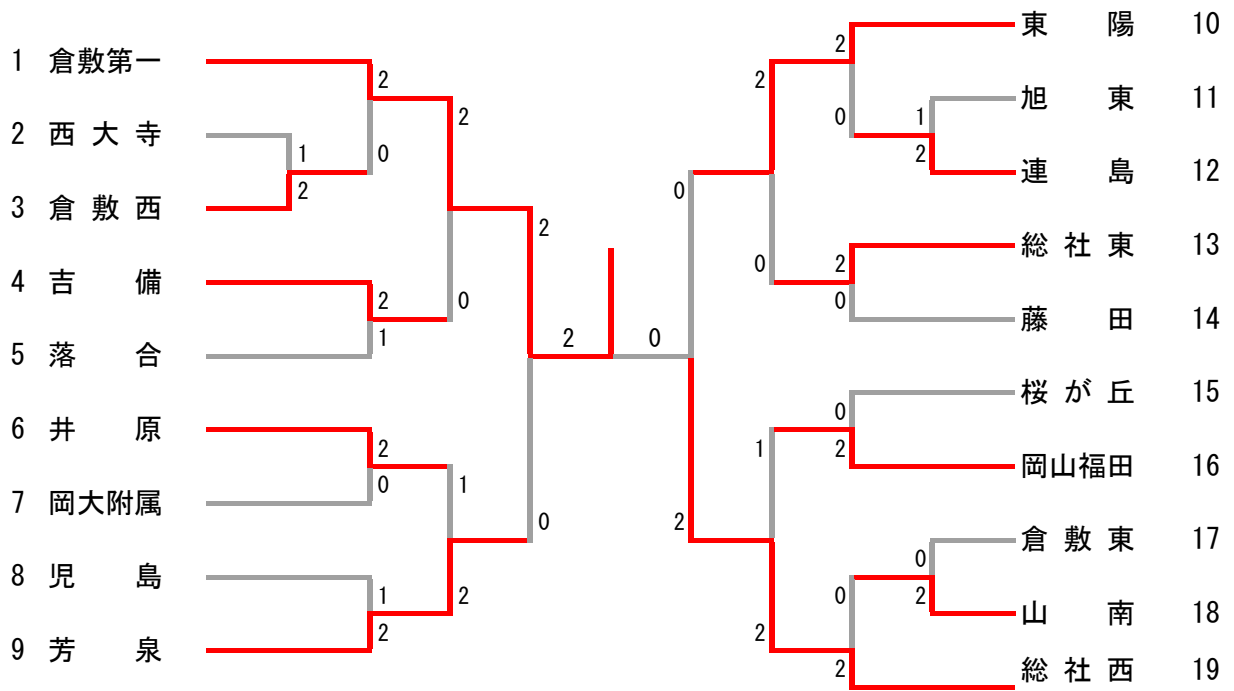 1 倉敷第一
2 西大寺
3 倉敷西
4 吉備
5 落合
6 井原
7 岡大附属
8 児島
9 芳泉
2
0
1
2
2
1
2
0
1
2
2
0
1
2
2
0
2
0
0
2
2
0
1
2
2
0
1
2
2
0
0
2
0
2
0
2
東陽 10
旭東 11
連島 12
総社東 13
藤田 14
桜が丘 15
岡山福田 16
倉敷東 17
山南 18
総社西 19